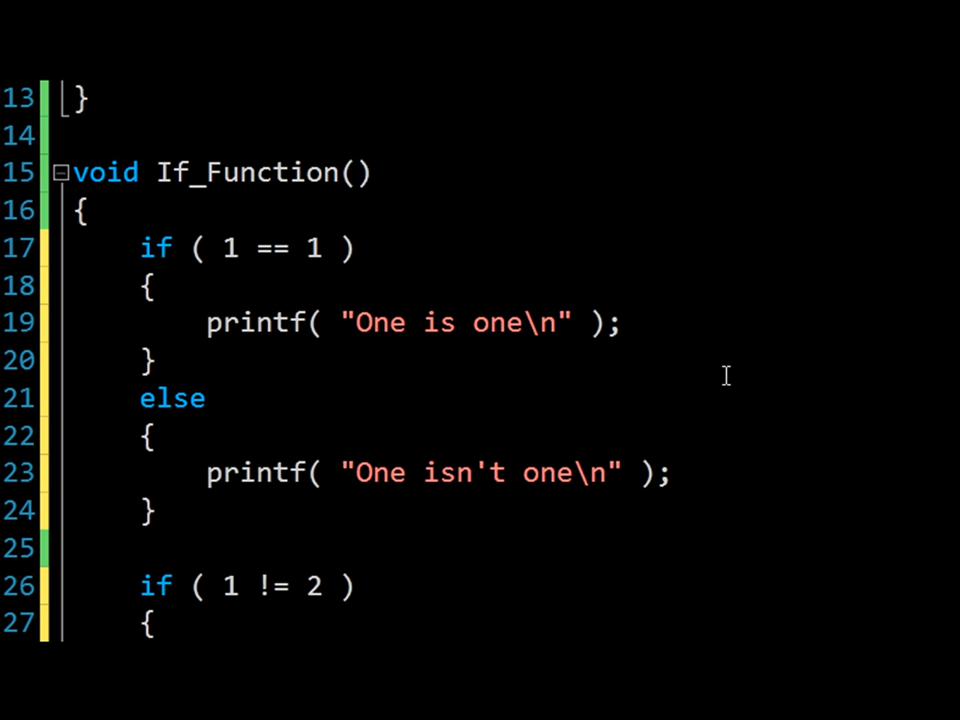 13 }
14
15 void If_Function()
16 {
17 if ( 1 == 1 )
18 {
19 printf( "One is one\n" );
20 }
21 else
22 {
23 printf( "One isn't one\n" );
24 }
25
26 if ( 1 != 2 )
27 {